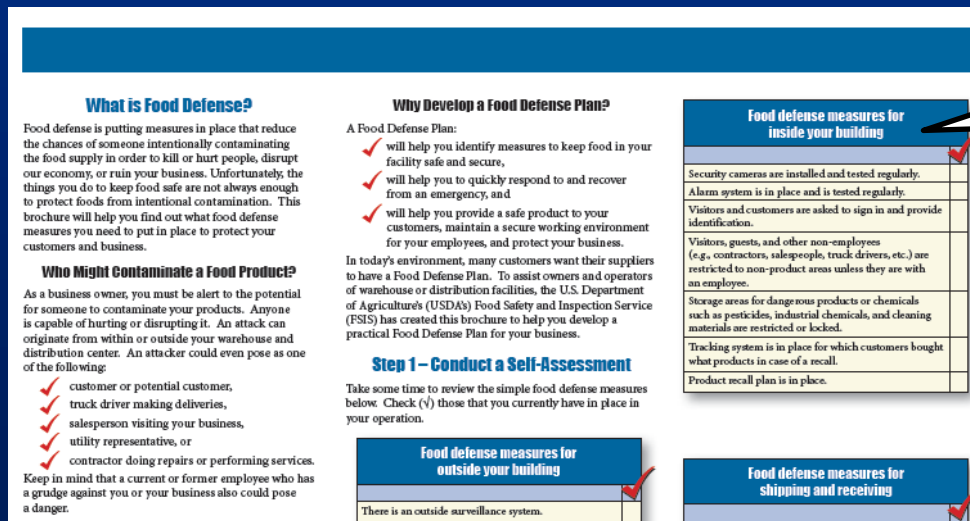 What is Food Defense?
Food defense is putting measures in place that reduce
the chances of someone intentionally contaminating
the food supply in order to kill or hurt people, disrupt
our economy, or ruin your business. Unfortunately, the
things you do to keep food safe are not always enough
to protect foods from intentional contamination. This
brochure will help you find out what food defense
measures you need to put in place to protect your
customers and business.
Who Might Contaminate a Food Product?
As a business owner, you must be alert to the potential
for someone to contaminate your products. Anyone
is capable of hurting or disrupting it. An attack can
originate from within or outside your warehouse and
distribution center. An attacker could even pose as one
of the following:
customer or potential customer,
truck driver making deliveries,
salesperson visiting your business,
utility representative, or
contractor doing repairs or performing services.
Keep in mind that a current or former employee who has
a grudge against you or your business also could pose
a danger.
Why Develop a Food Defense Plan?
A Food Defense Plan:
will help you identify measures to keep food in your
facility safe and secure,
will help you to quickly respond to and recover
from an emergency, and
will help you provide a safe product to your
customers, maintain a secure working environment
for your employees, and protect your business.
In today's environment, many customers want their suppliers
to have a Food Defense Plan. To assist owners and operators
of warehouse or distribution facilities, the U.S. Department
of Agriculture's (USDA's) Food Safety and Inspection Service
(FSIS) has created this brochure to help you develop a
practical Food Defense Plan for your business.
Step 1 – Conduct a Self-Assessment
Take some time to review the simple food defense measures
below. Check (√) those that you currently have in place in
your operation.
Food defense measures for
outside your building
There is an outside surveillance system.
Food defense measures for
inside your building
Security cameras are installed and tested regularly.
Alarm system is in place and is tested regularly.
Visitors and customers are asked to sign in and provide
identification.
Visitors, guests, and other non-employees
(e.g., contractors, salespeople, truck drivers, etc.) are
restricted to non-product areas unless they are with
an employee.
Storage areas for dangerous products or chemicals
such as pesticides, industrial chemicals, and cleaning
materials are restricted or locked.
Tracking system is in place for which customers bought
what products in case of a recall.
Product recall plan is in place.
Food defense measures for
shipping and receiving